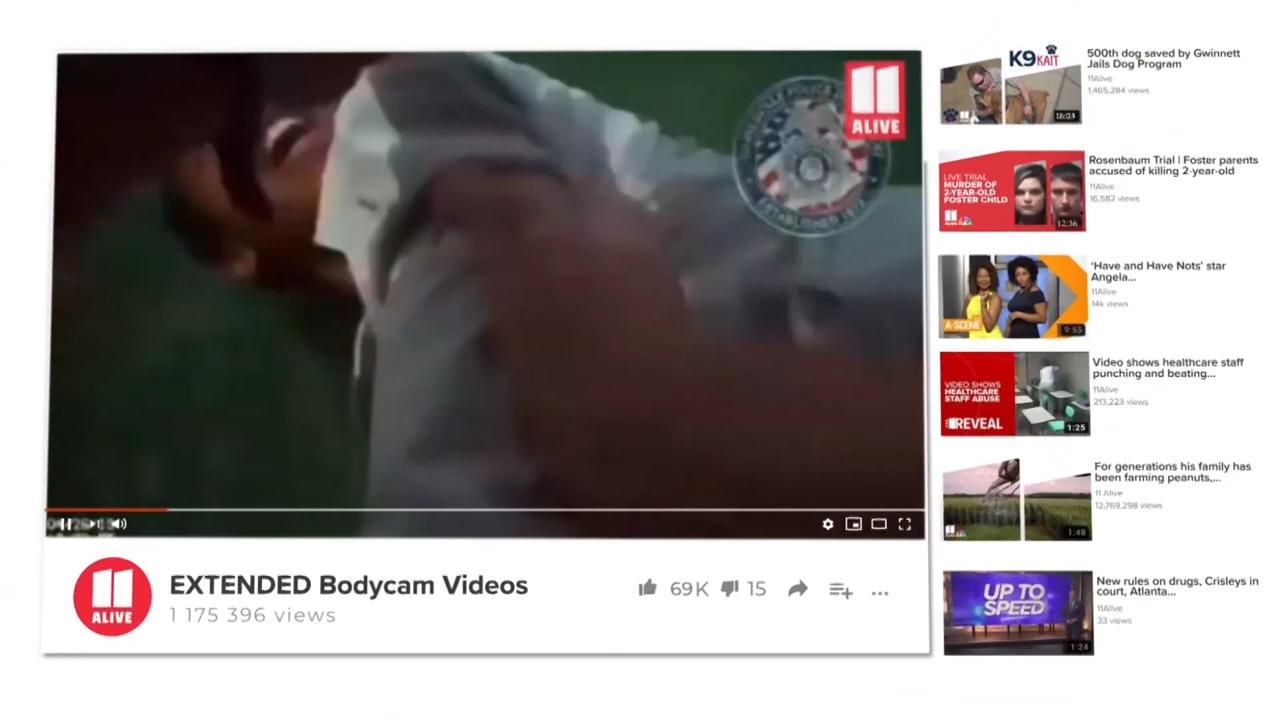 11
ALIVE
ESTABLISHED
EXTENDED Bodycam Videos
1 175 396 views
69K
15
11
ALIVE
K9 KAIT
500th dog saved by Gwinnett
Jails Dog Program
11Alive
1,465,284 views
LIVE TRIAL
MURDER OF
2-YEAR-OLD
FOSTER CHILD
12:36
Rosenbaum Trial | Foster parents
accused of killing 2-year-old
11Alive
16,582 views
A-SCENE
9:55
'Have and Have Nots' star
Angela...
11Alive
14k views
VIDEO SHOWS
HEALTHCARE
STAFF ABUSE
REVEAL
1:25
Video shows healthcare staff
punching and beating...
11Alive
213,223 views
1:48
For generations his family has
been farming peanuts,...
11 Alive
12,769,298 views
UP TO
SPEED
1:24
New rules on drugs, Crisleys in
court, Atlanta...
11Alive
33 views